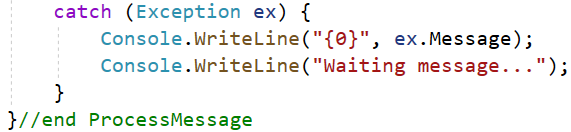 catch (Exception ex) {
Console.WriteLine("{0}", ex.Message);
Console.WriteLine("Waiting message...");
}
}//end ProcessMessage